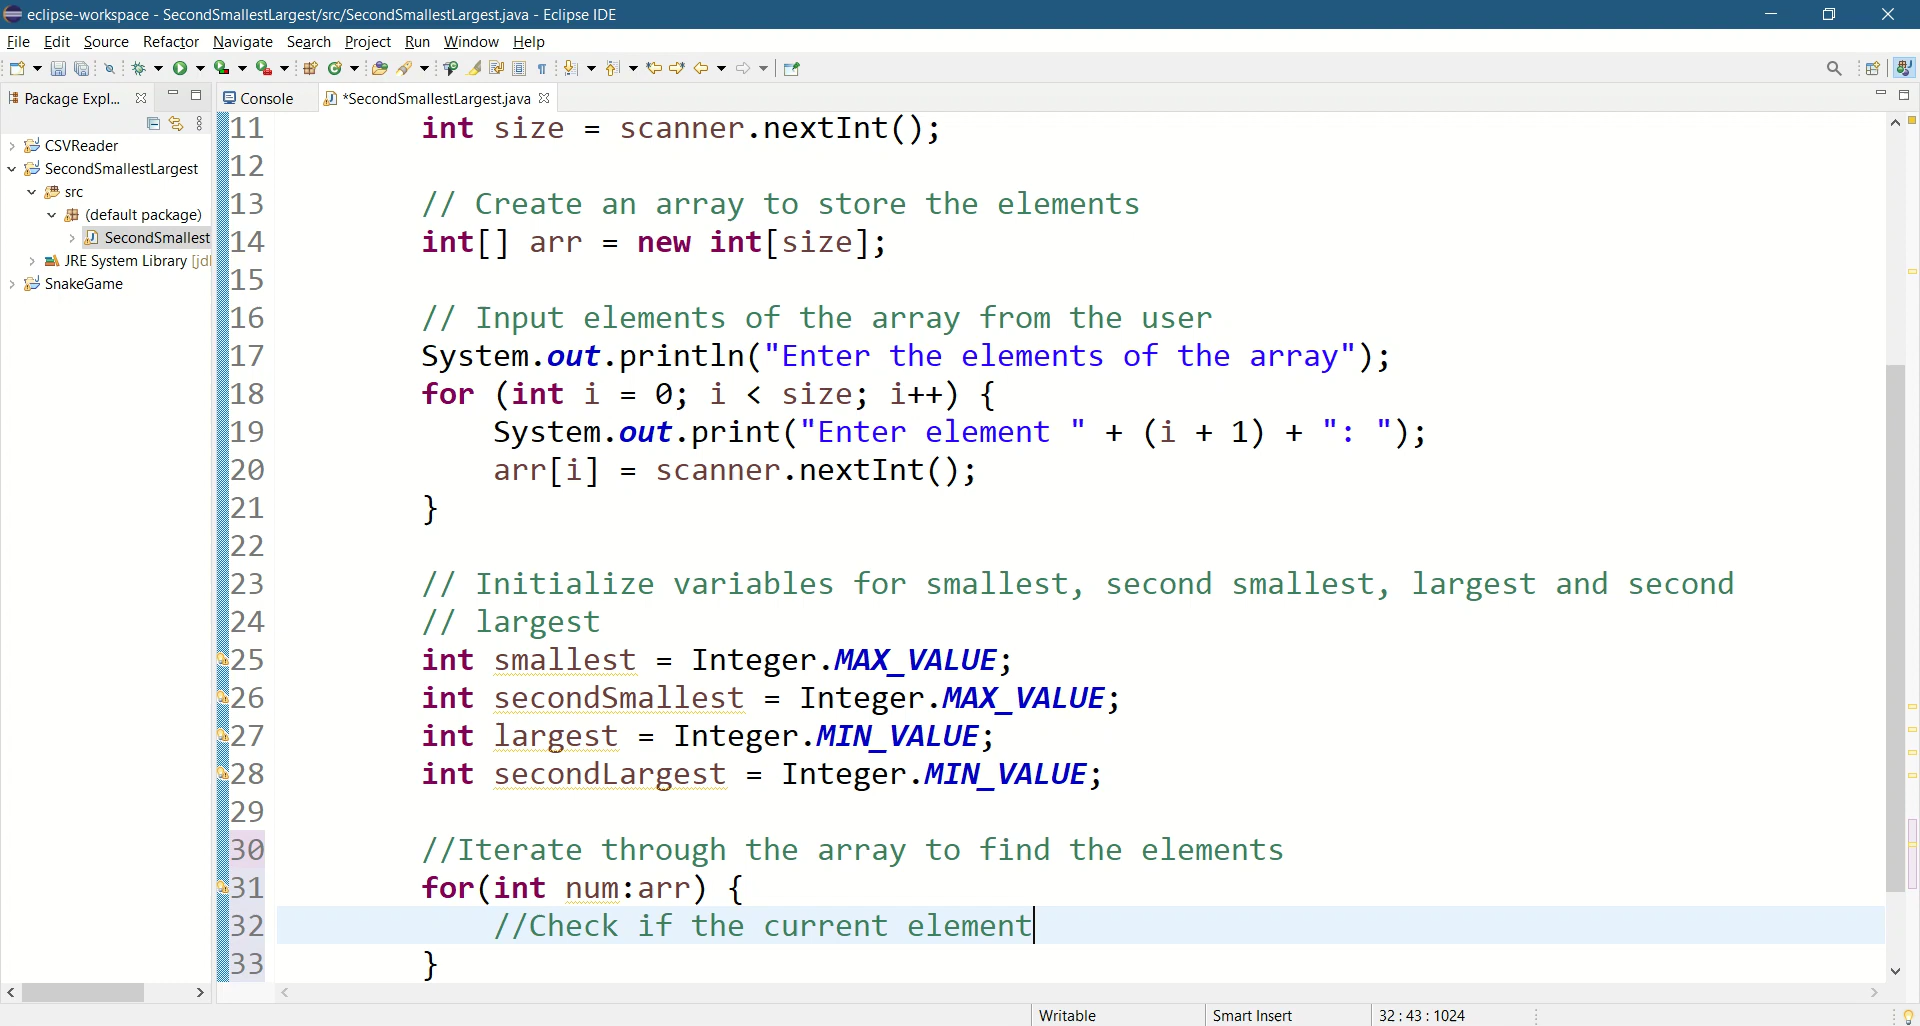 eclipse-workspace - SecondSmallestLargest/src/SecondSmallestLargest.java - Eclipse IDE
File Edit Source Refactor Navigate Search Project Run Window Help
Package Expl...
Console
*SecondSmallestLargest.java
CSVReader
SecondSmallestLargest
src
(default package)
SecondSmallest
JRE System Library [jd
SnakeGame
11 int size = scanner.nextInt();
12
13 // Create an array to store the elements
14 int[] arr = new int[size];
15
16 // Input elements of the array from the user
17 System.out.println("Enter the elements of the array");
18 for (int i = 0; i < size; i++) {
19 System.out.print("Enter element " + (i + 1) + ": ");
20 arr[i] = scanner.nextInt();
21 }
22
23 // Initialize variables for smallest, second smallest, largest and second
24 // largest
25 int smallest = Integer.MAX_VALUE;
26 int secondSmallest = Integer.MAX_VALUE;
27 int largest = Integer.MIN_VALUE;
28 int secondLargest = Integer.MIN_VALUE;
29
30 //Iterate through the array to find the elements
31 for(int num:arr) {
32 //Check if the current element
33 }
Writable
Smart Insert
32 : 43 : 1024